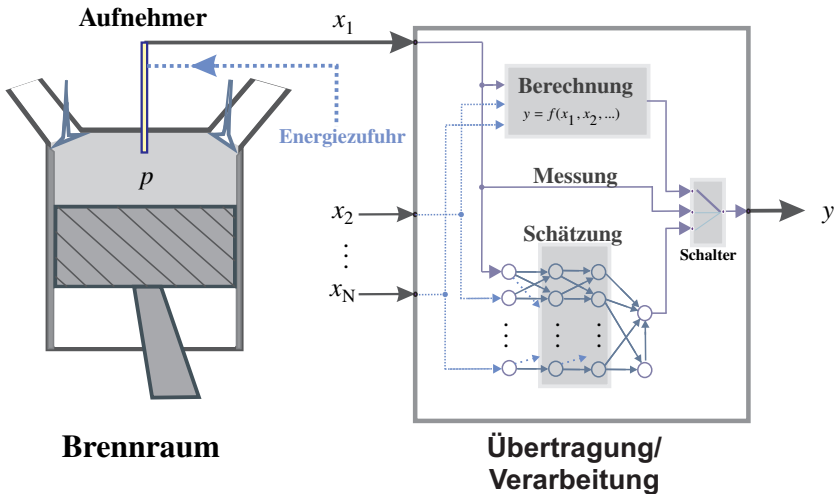 Aufnehmer
x1
Berechnung
y = f(x1, x2, ...)
Energiezufuhr
p
Messung
x2
y
Schätzung
Schalter
xN
Brennraum
Übertragung/
Verarbeitung